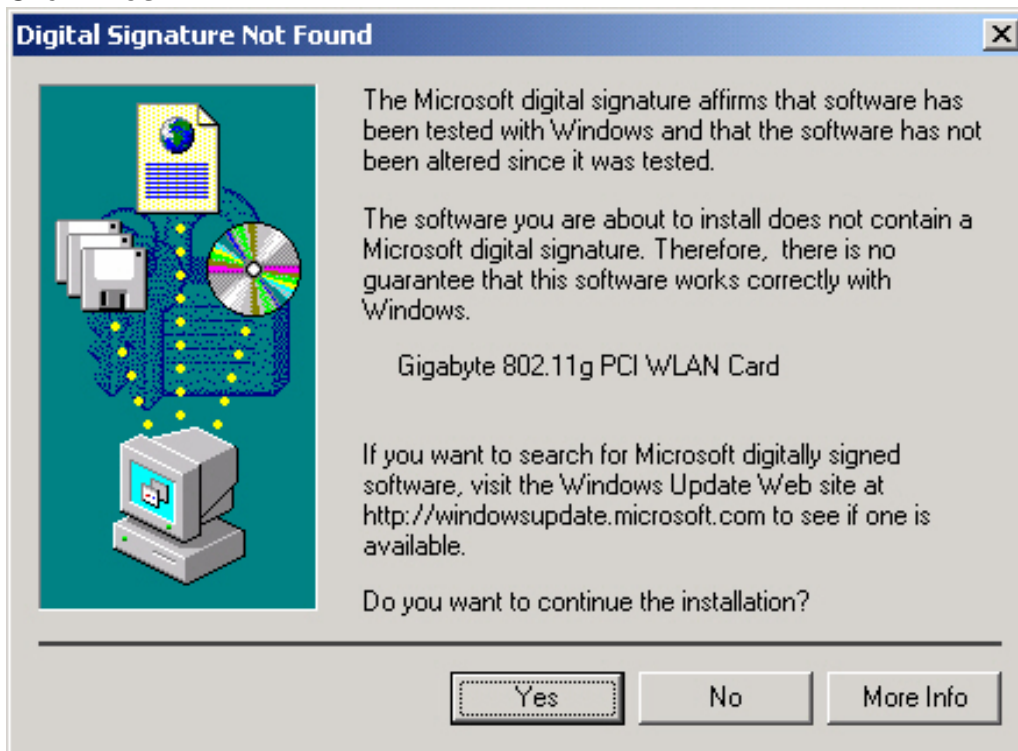 Digital Signature Not Found
The Microsoft digital signature affirms that software has
been tested with Windows and that the software has not
been altered since it was tested.
The software you are about to install does not contain a
Microsoft digital signature. Therefore,  there is no
guarantee that this software works correctly with
Windows.
Gigabyte 802.11g PCI WLAN Card
If you want to search for Microsoft digitally signed
software, visit the Windows Update Web site at
http://windowsupdate.microsoft.com to see if one is
available.
Do you want to continue the installation?
Yes
No
More Info